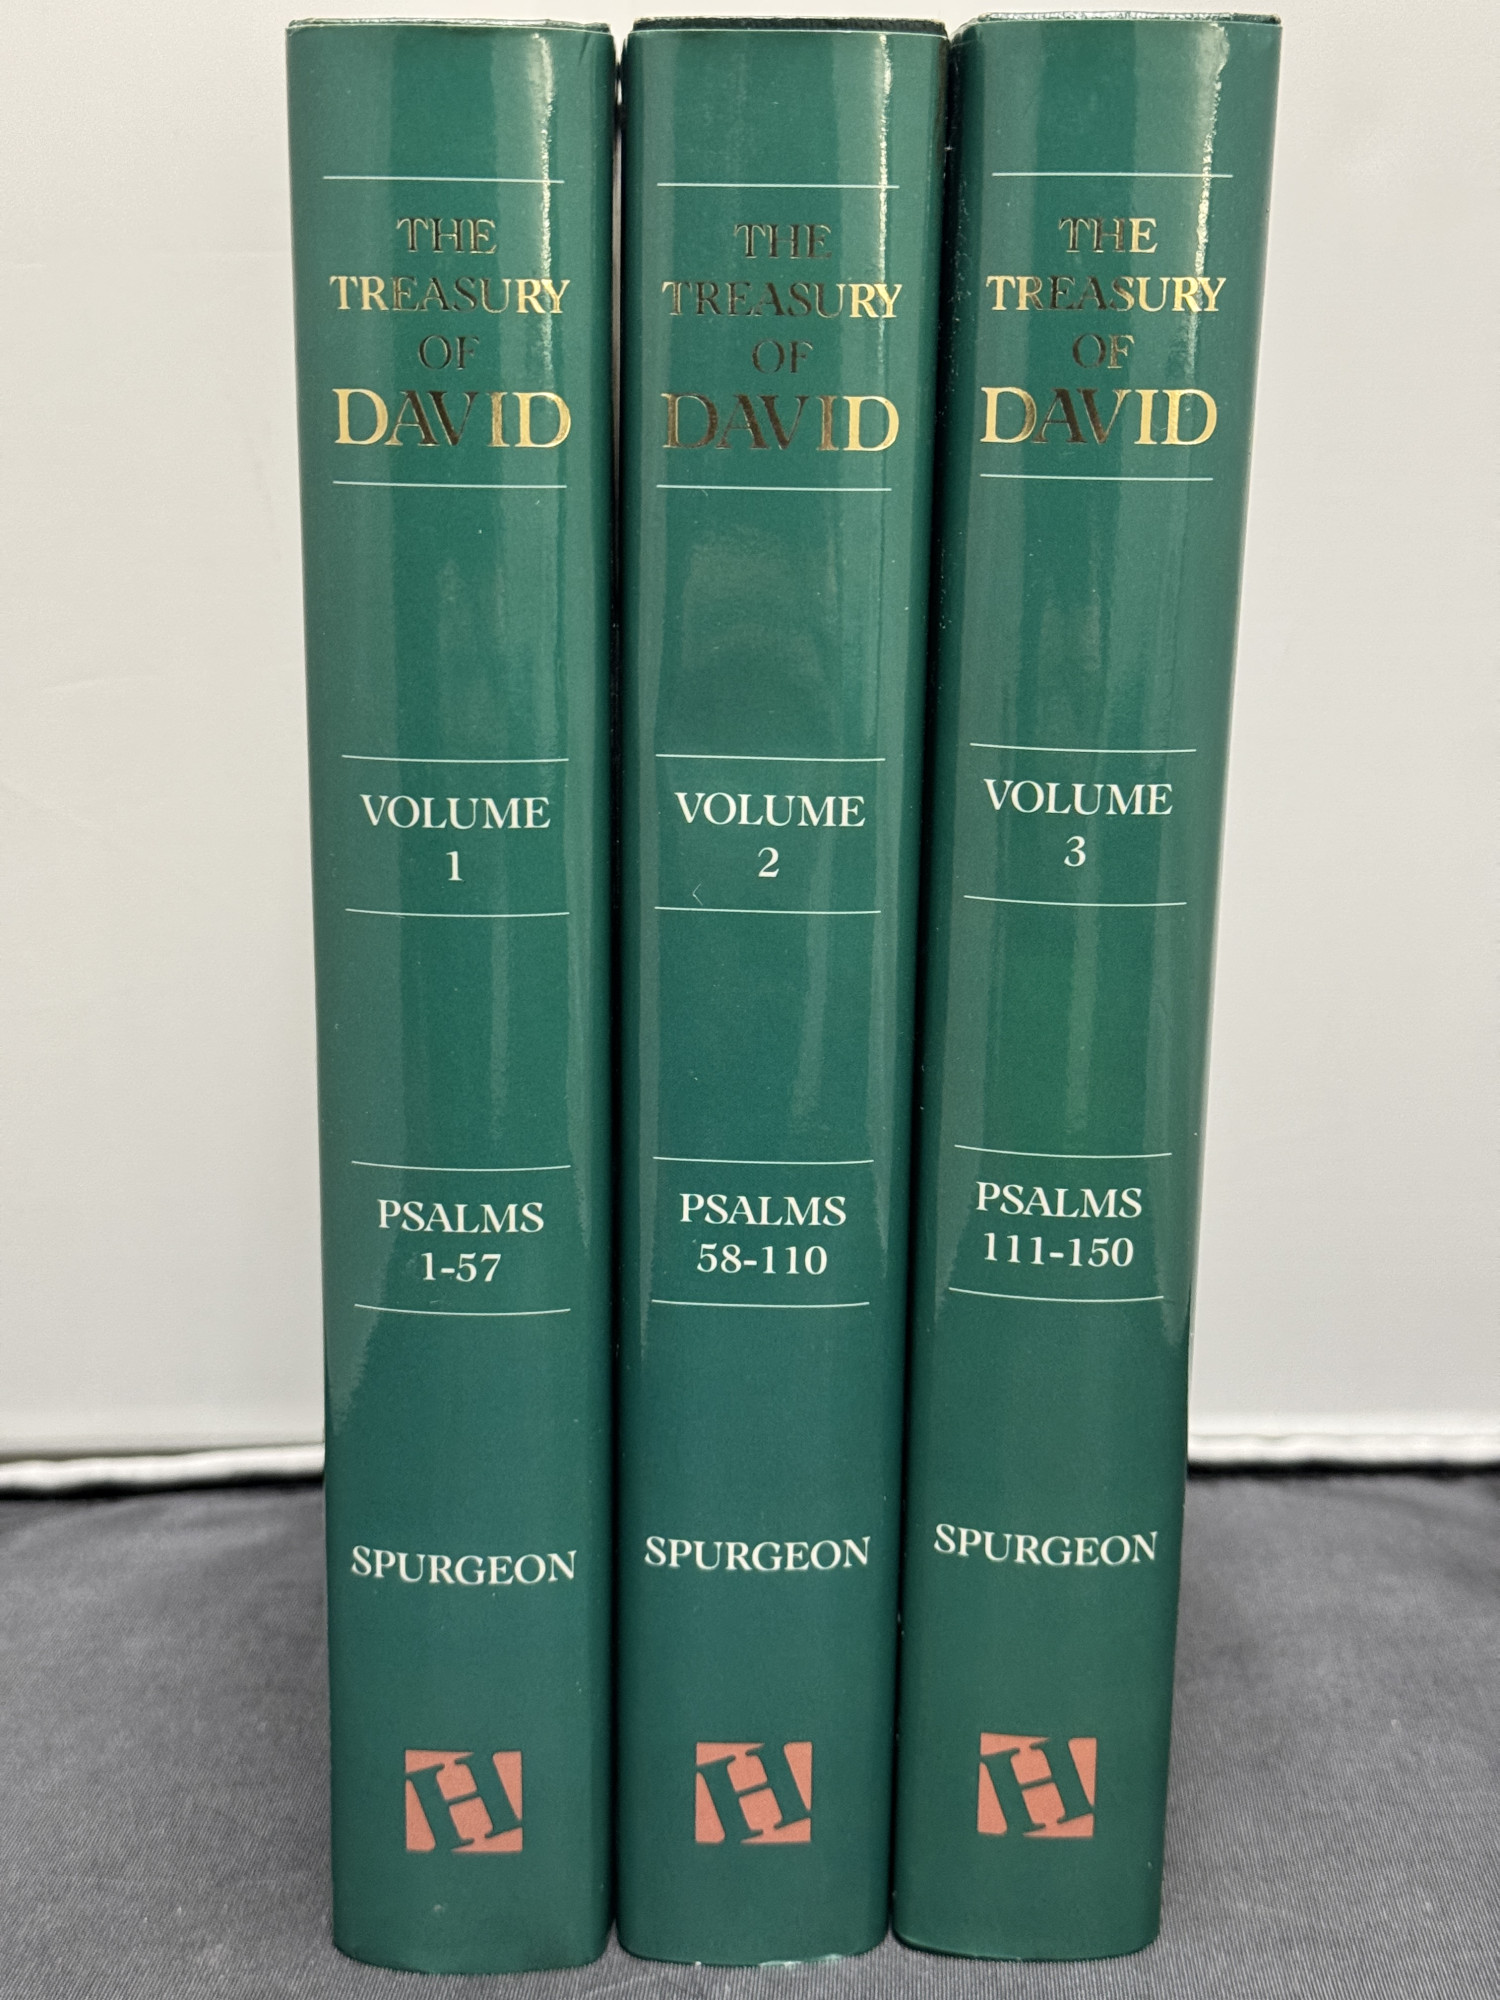 THE
TREASURY
OF
DAVID
VOLUME
1
PSALMS
1-57
SPURGEON
H
THE
TREASURY
OF
DAVID
VOLUME
2
PSALMS
58-110
SPURGEON
H
THE
TREASURY
OF
DAVID
VOLUME
3
PSALMS
111-150
SPURGEON
H